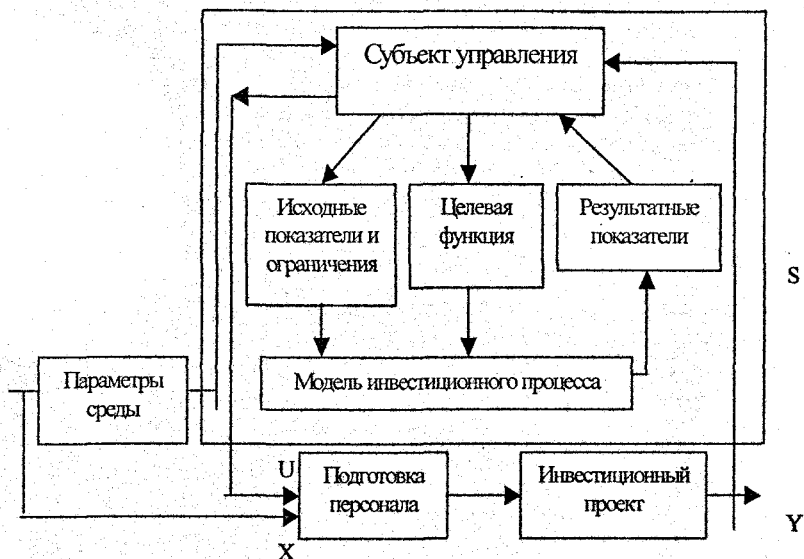 Субъект управления
Исходные
показатели и
ограничения
Целевая
функция
Результатные
показатели
S
Модель инвестиционного процесса
Параметры
среды
U
Подготовка
персонала
Инвестиционный
проект
X
Y